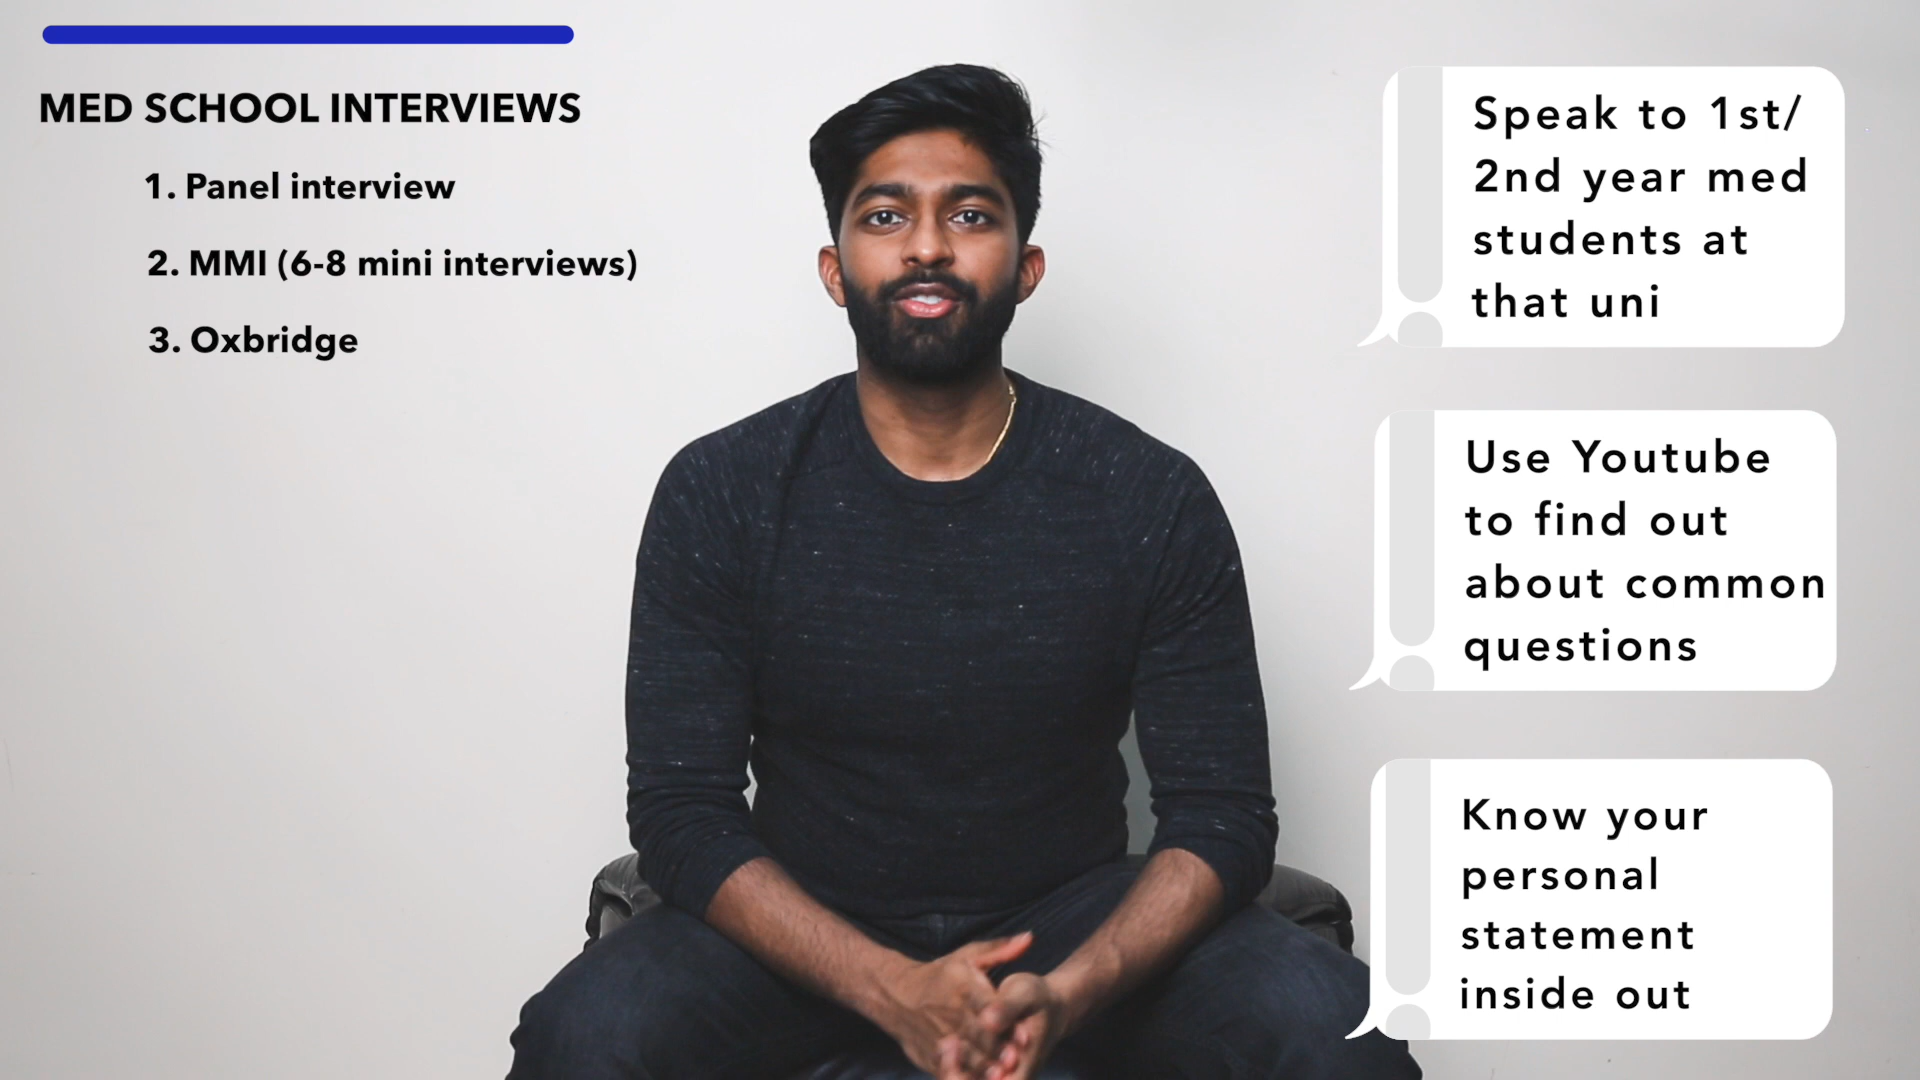 MED SCHOOL INTERVIEWS
1. Panel interview
2. MMI (6-8 mini interviews)
3. Oxbridge
Speak to 1st/
2nd year med
students at
that uni
Use Youtube
to find out
about common
questions
Know your
personal
statement
inside out